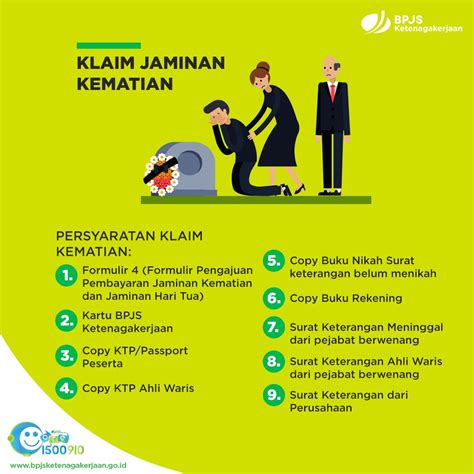 BPJS
Ketenagakerjaan
KLAIM JAMINAN
KEMATIAN
PERSYARATAN KLAIM
KEMATIAN:
1. Formulir 4 (Formulir Pengajuan
Pembayaran Jaminan Kematian
dan Jaminan Hari Tua)
2. Kartu BPJS
Ketenagakerjaan
3. Copy KTP/Passport
Peserta
4. Copy KTP Ahli Waris
5. Copy Buku Nikah Surat
keterangan belum menikah
6. Copy Buku Rekening
7. Surat Keterangan Meninggal
dari pejabat berwenang
8. Surat Keterangan Ahli Waris
dari pejabat berwenang
9. Surat Keterangan dari
Perusahaan
1500910
www.bpjsketenagakerjaan.go.id